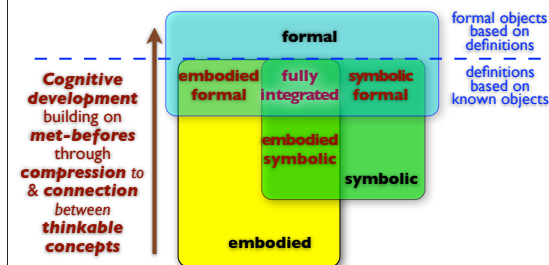 formal
formal objects
based on
definitions
definitions
based on
known objects
embodied
formal
fully
integrated
symbolic
formal
embodied
symbolic
symbolic
embodied
Cognitive
development
building on
met-befores
through
compression to
& connection
between
thinkable
concepts